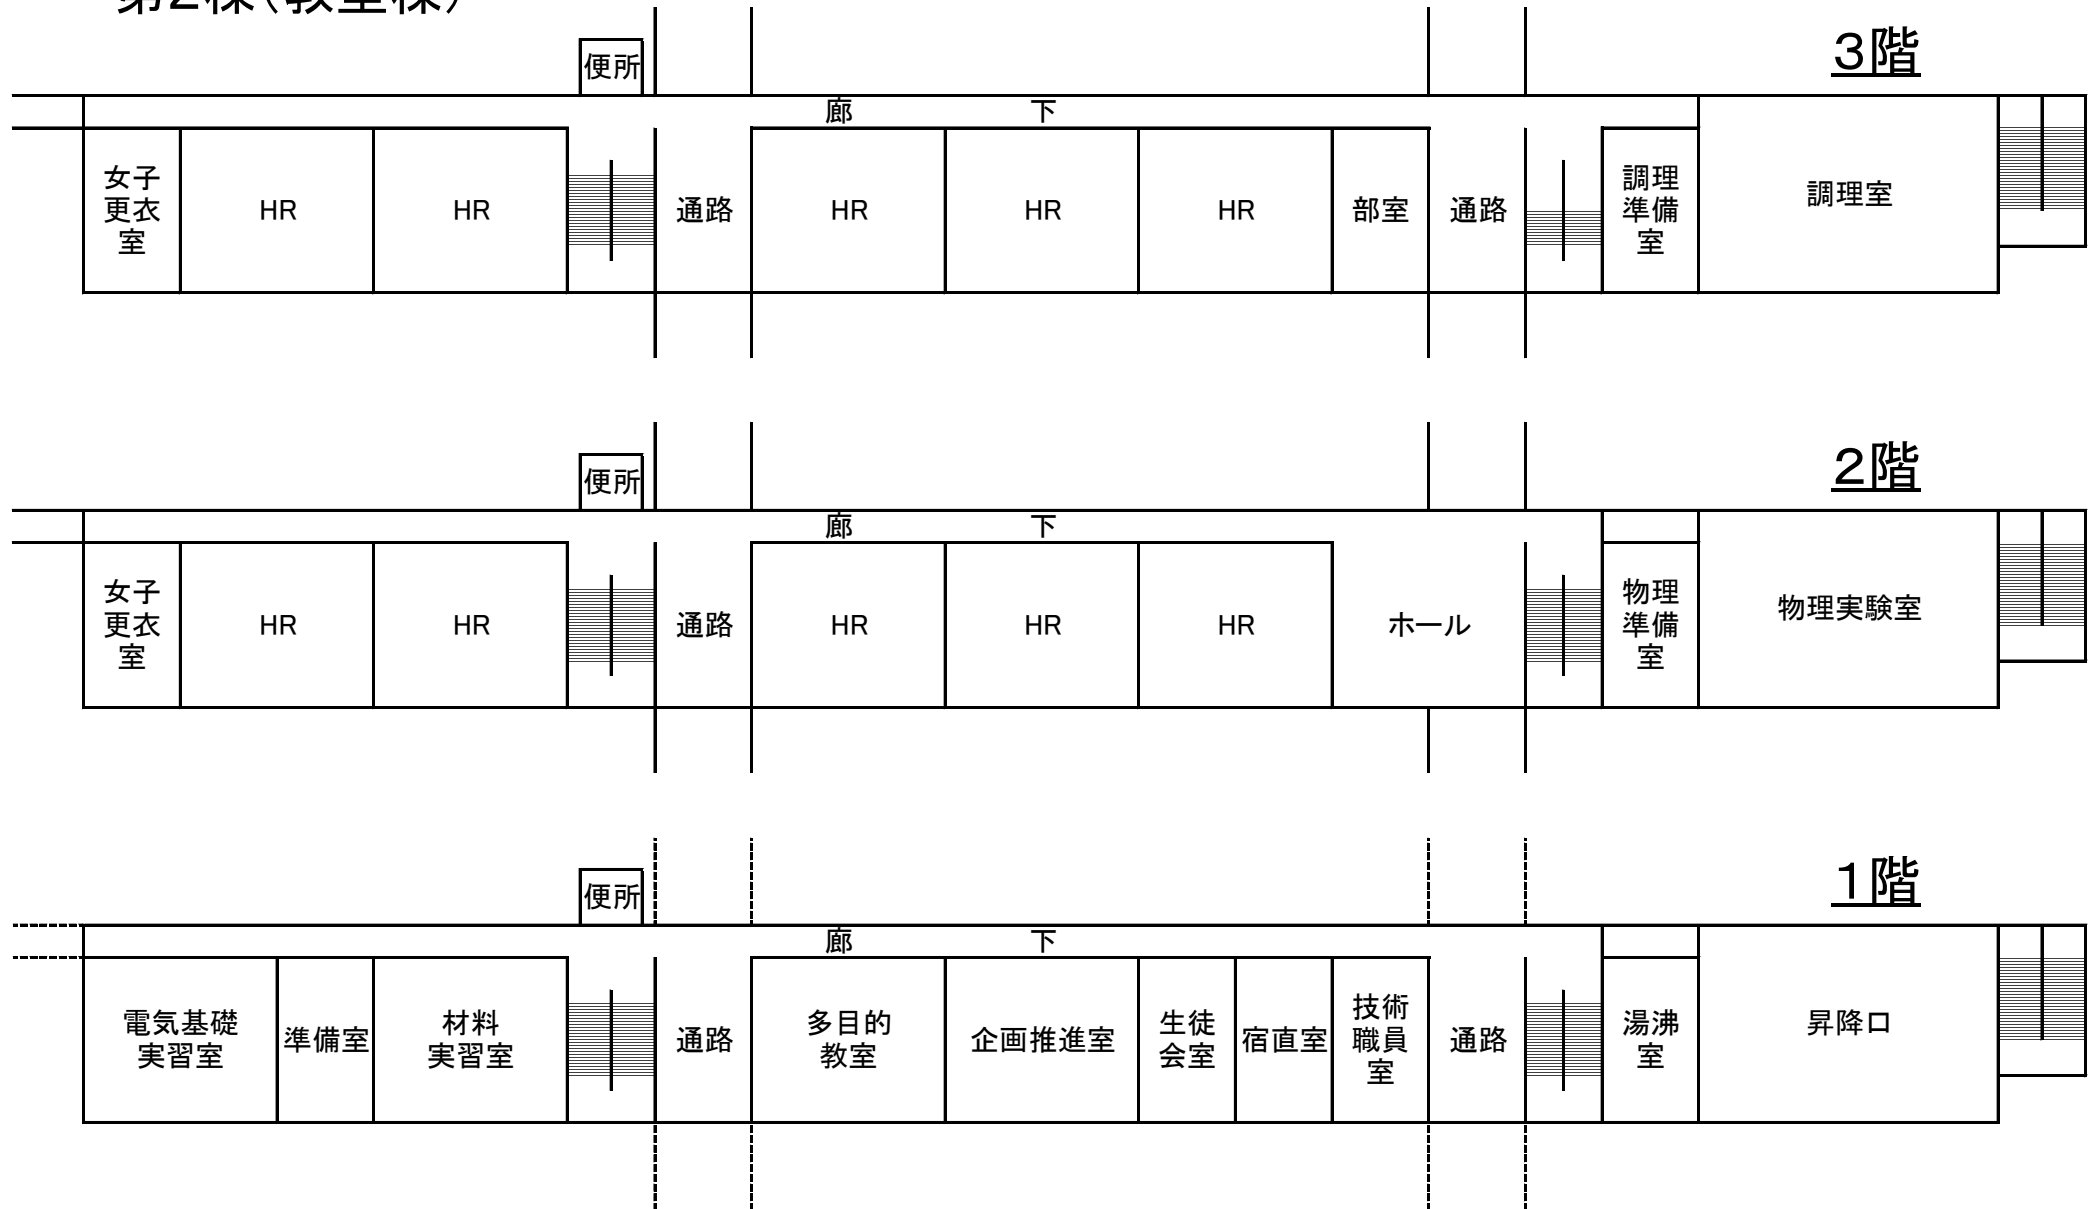 第2棟（教室棟）
3階
便所
廊　下
女子
更衣
室
HR
HR
通路
HR
HR
HR
部室
通路
調理
準備
室
調理室
2階
便所
廊　下
女子
更衣
室
HR
HR
通路
HR
HR
HR
ホール
物理
準備
室
物理実験室
1階
便所
廊　下
電気基礎
実習室
準備室
材料
実習室
通路
多目的
教室
企画推進室
生徒
会室
宿直室
技術
職員
室
通路
湯沸
室
昇降口